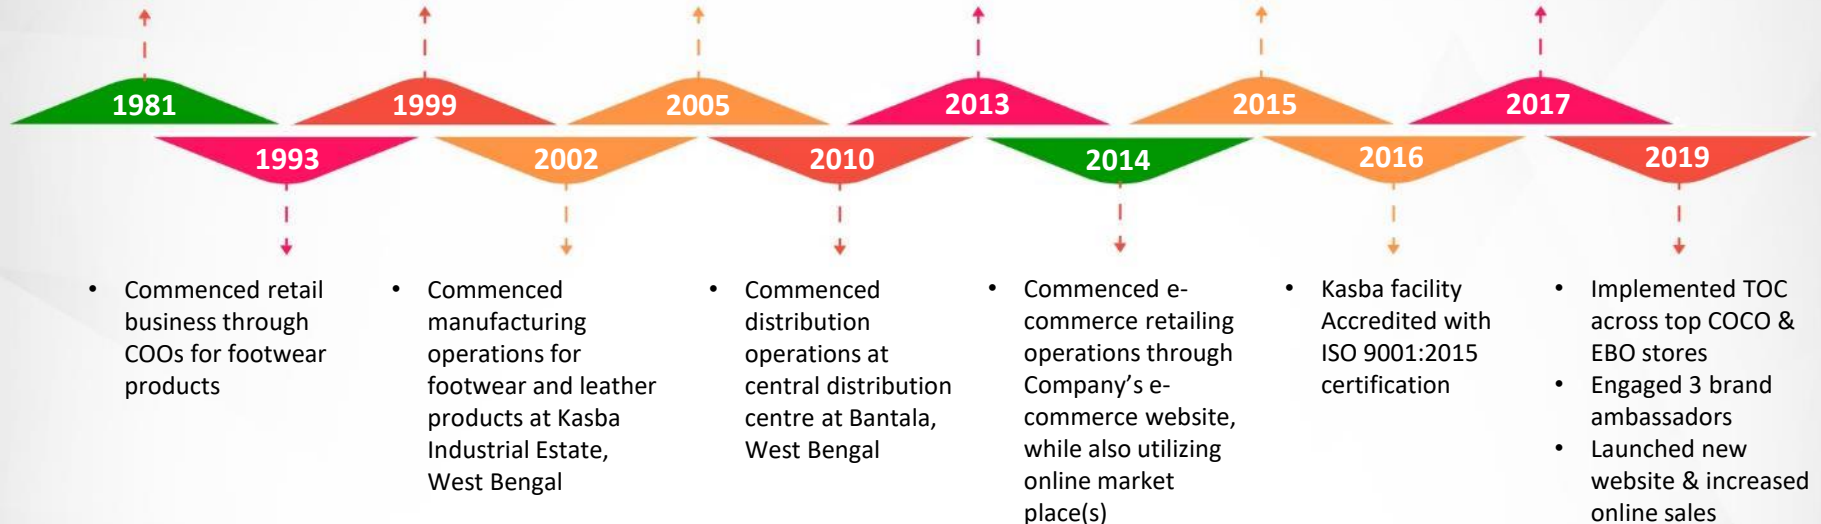 1981
1999
2005
2013
2015
2017
1993
2002
2010
2014
2016
2019
• Commenced retail
business through
COOs for footwear
products
• Commenced
manufacturing
operations for
footwear and leather
products at Kasba
Industrial Estate,
West Bengal
• Commenced
distribution
operations at
central distribution
centre at Bantala,
West Bengal
• Commenced e-
commerce retailing
operations through
Company’s e-
commerce website,
while also utilizing
online market
place(s)
• Kasba facility
Accredited with
ISO 9001:2015
certification
• Implemented TOC
across top COCO &
EBO stores
• Engaged 3 brand
ambassadors
• Launched new
website & increased
online sales